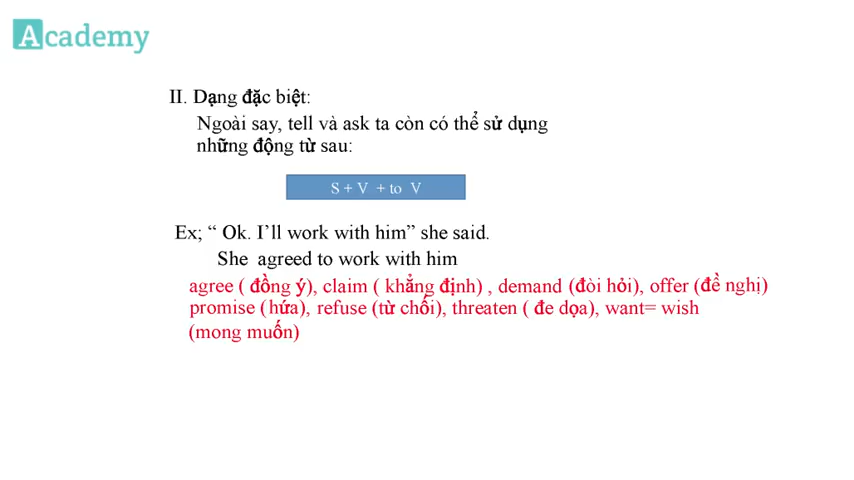 Academy
II. Dạng đặc biệt:
Ngoài say, tell và ask ta còn có thể sử dụng
những động từ sau:
S + V + to V
Ex; “ Ok. I’ll work with him” she said.
She agreed to work with him
agree ( đồng ý), claim ( khẳng định) , demand (đòi hỏi), offer (đề nghị)
promise (hứa), refuse (từ chối), threaten ( đe dọa), want= wish
(mong muốn)